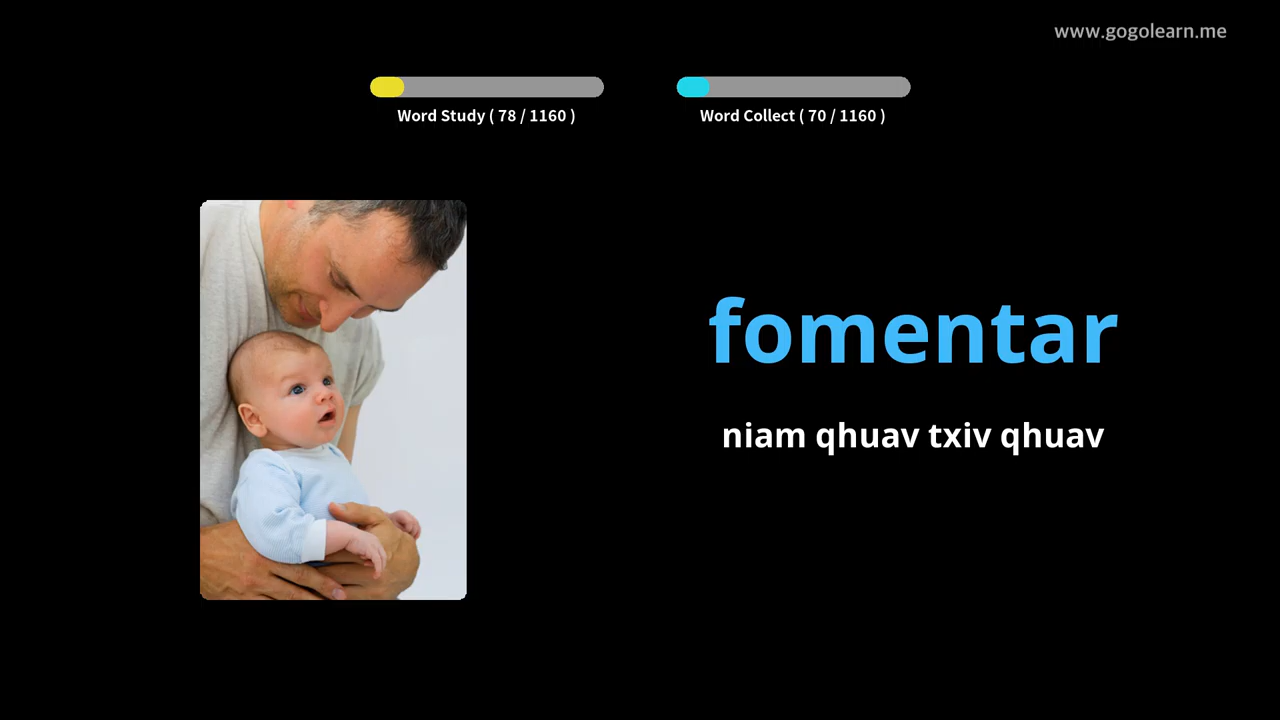 www.gogolearn.me
Word Study ( 78 / 1160 )
Word Collect ( 70 / 1160 )
fomentar
niam qhuav txiv qhuav